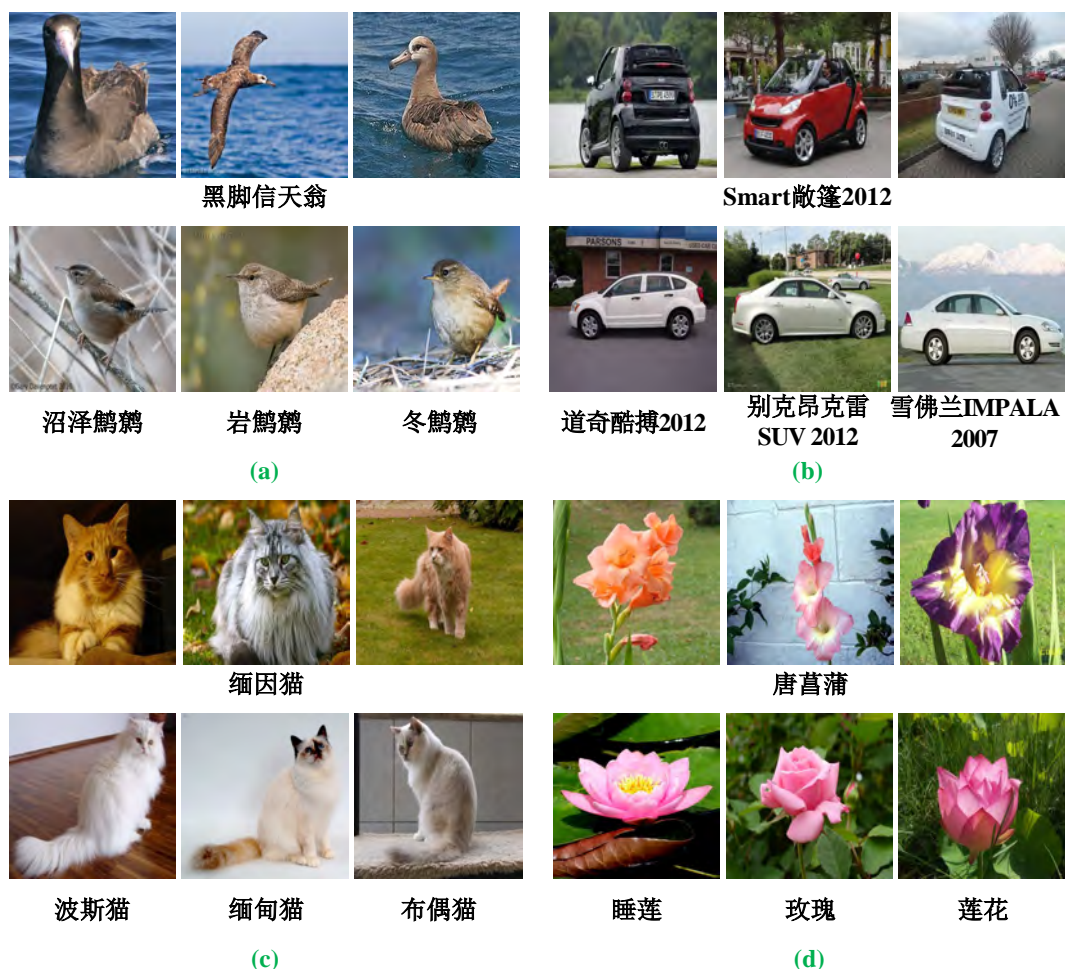 黑脚信天翁
Smart敞篷2012
沼泽鹪鹩
岩鹪鹩
冬鹪鹩
PARSONS
道奇酷搏2012
别克昂克雷
SUV 2012
雪佛兰IMPALA
2007
(a)
(b)
缅因猫
唐菖蒲
波斯猫
缅甸猫
布偶猫
睡莲
玫瑰
莲花
(c)
(d)